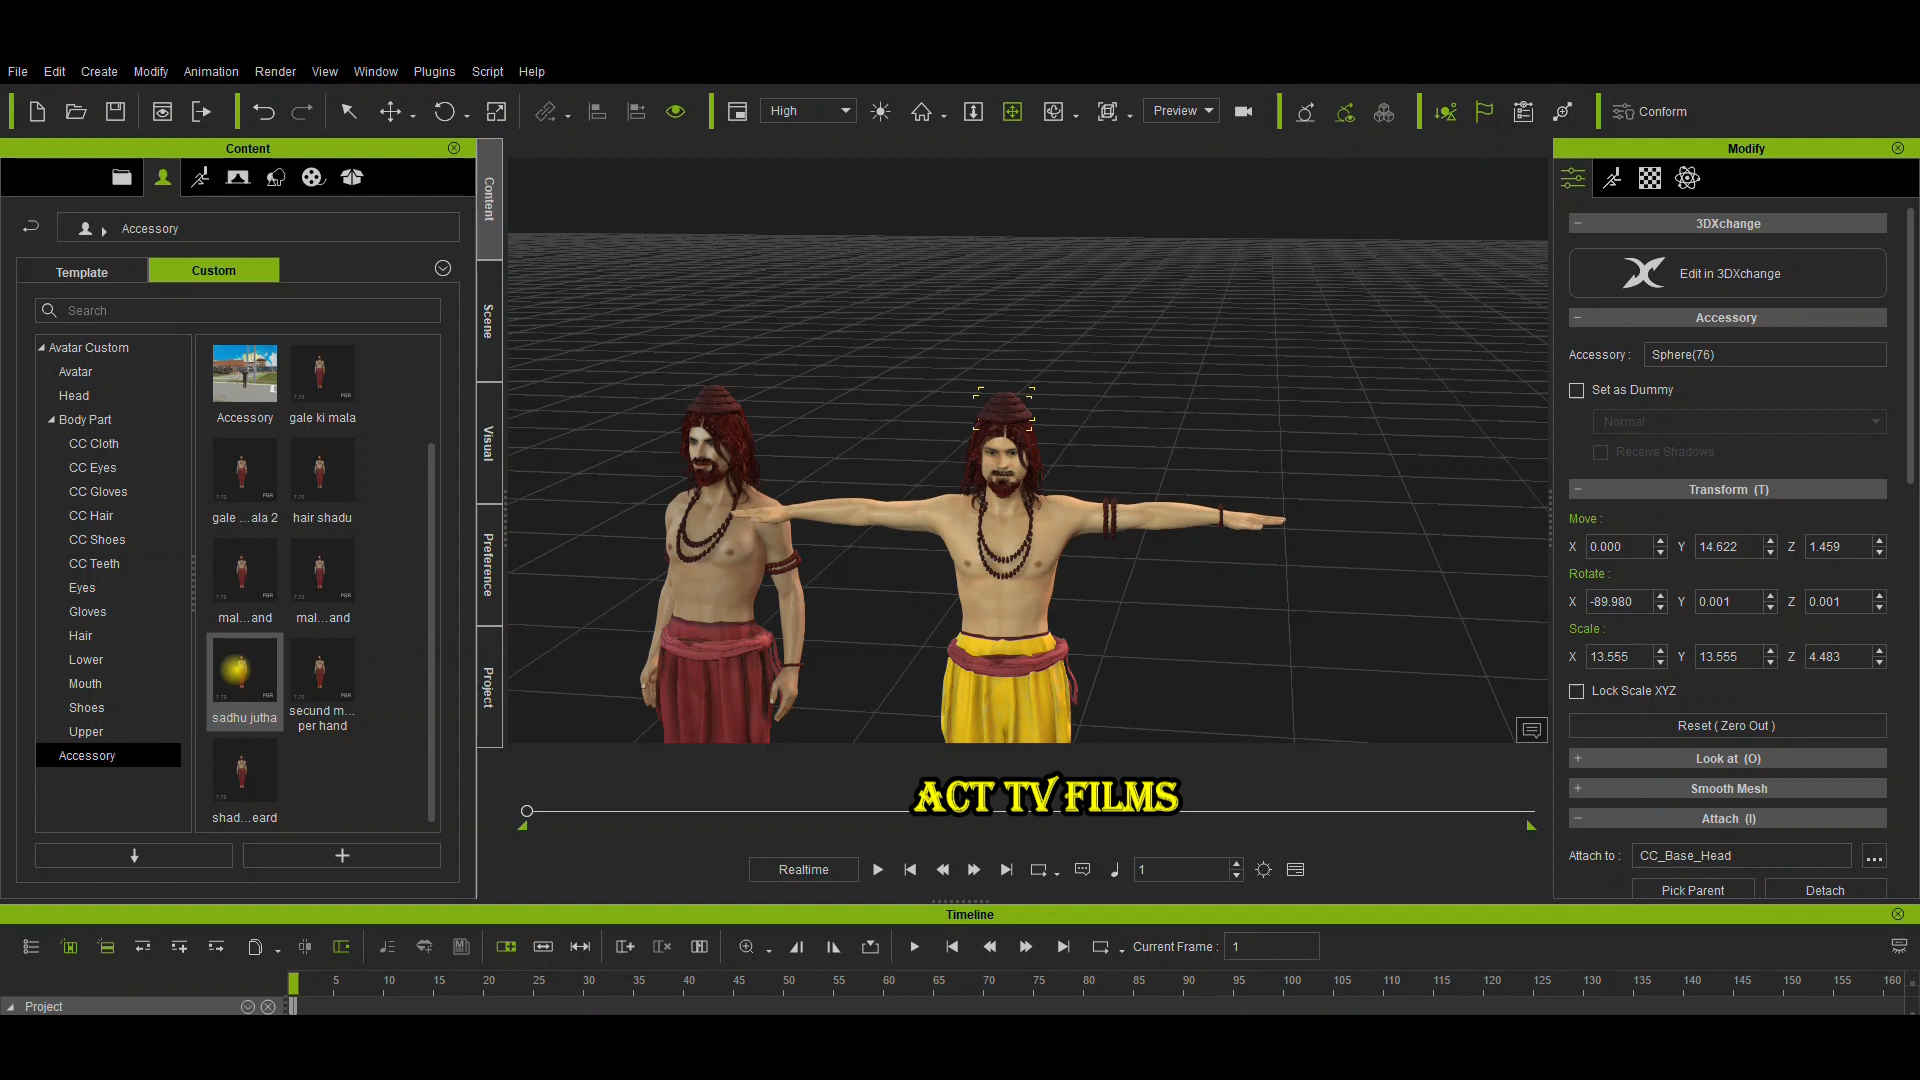 File Edit Create Modify Animation Render View Window Plugins Script Help
High Preview Conform
Content
Accessory
Template Custom
Search
Avatar Custom
Avatar
Head
Body Part
CC Cloth
CC Eyes
CC Gloves
CC Hair
CC Shoes
CC Teeth
Eyes
Gloves
Hair
Lower
Mouth
Shoes
Upper
Accessory
Accessory gale ki mala
gale ...ala 2 hair shadu
mal...and mal...and
sadhu jutha secund m...
per hand
shad...eard
Content
Scene
Visual
Preference
Project
ACT TV FILMS
Realtime 1
Modify
3DXchange
Edit in 3DXchange
Accessory
Accessory : Sphere(76)
Set as Dummy
Normal
Receive Shadows
Transform (T)
Move :
X 0.000 Y 14.622 Z 1.459
Rotate :
X -89.980 Y 0.001 Z 0.001
Scale :
X 13.555 Y 13.555 Z 4.483
Lock Scale XYZ
Reset ( Zero Out )
Look at (O)
Smooth Mesh
Attach (I)
Attach to : CC_Base_Head ...
Pick Parent Detach
Timeline
Current Frame : 1
5 10 15 20 25 30 35 40 45 50 55 60 65 70 75 80 85 90 95 100 105 110 115 120 125 130 135 140 145 150 155 160
Project